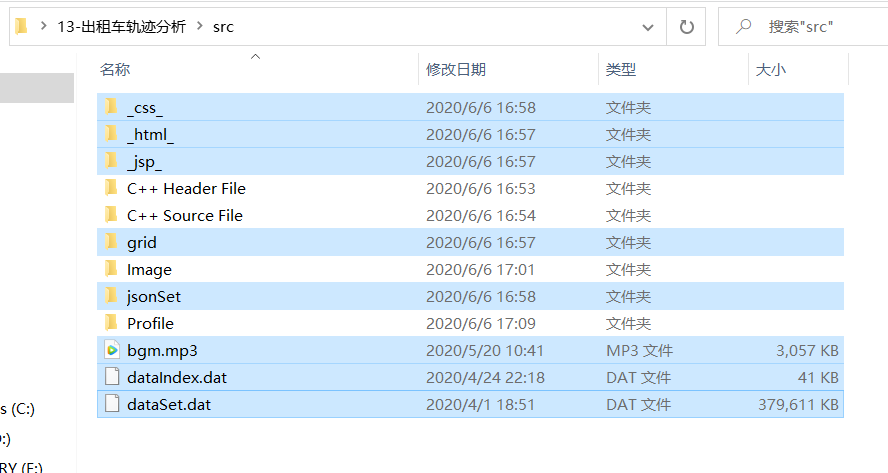 13-出租车轨迹分析 src 搜索"src"
名称 修改日期 类型 大小
_css_ 2020/6/6 16:58 文件夹
_html_ 2020/6/6 16:57 文件夹
_jsp_ 2020/6/6 16:57 文件夹
C++ Header File 2020/6/6 16:53 文件夹
C++ Source File 2020/6/6 16:54 文件夹
grid 2020/6/6 16:57 文件夹
Image 2020/6/6 17:01 文件夹
jsonSet 2020/6/6 16:58 文件夹
Profile 2020/6/6 17:09 文件夹
bgm.mp3 2020/5/20 10:41 MP3 文件 3,057 KB
dataIndex.dat 2020/4/24 22:18 DAT 文件 41 KB
dataSet.dat 2020/4/1 18:51 DAT 文件 379,611 KB
s (C:)
:)
RY (F:)